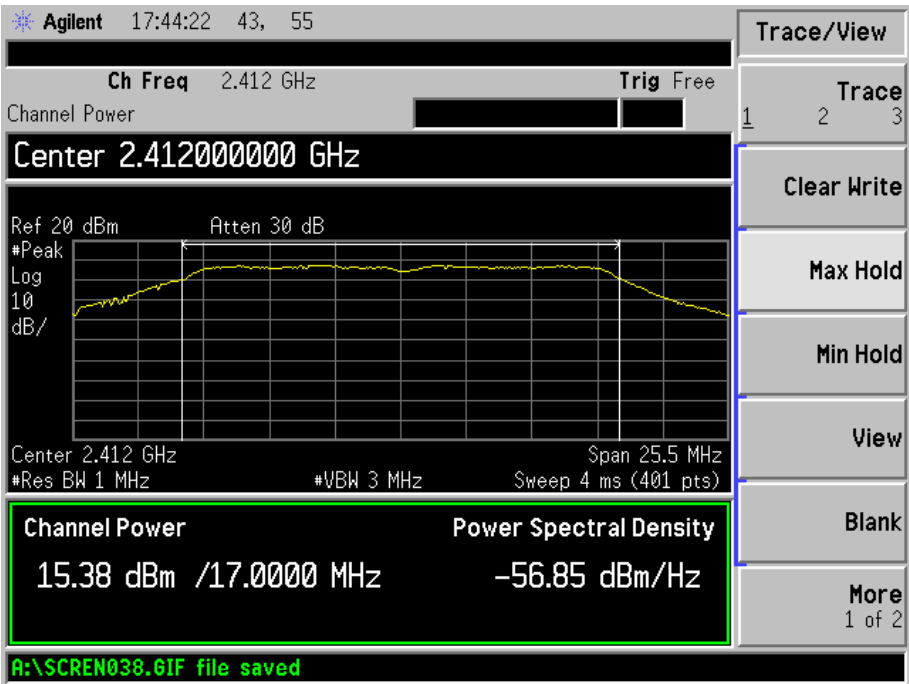 Agilent 17:44:22 43, 55
Trace/View
Ch Freq 2.412 GHz Trig Free
Channel Power
Trace
1 2 3
Center 2.412000000 GHz
Clear Write
Ref 20 dBm Atten 30 dB
#Peak
Log
10
dB/
Max Hold
Min Hold
View
Center 2.412 GHz Span 25.5 MHz
#Res BW 1 MHz #VBW 3 MHz Sweep 4 ms (401 pts)
Channel Power Power Spectral Density
15.38 dBm /17.0000 MHz -56.85 dBm/Hz
Blank
More
1 of 2
A:\SCREN038.GIF file saved